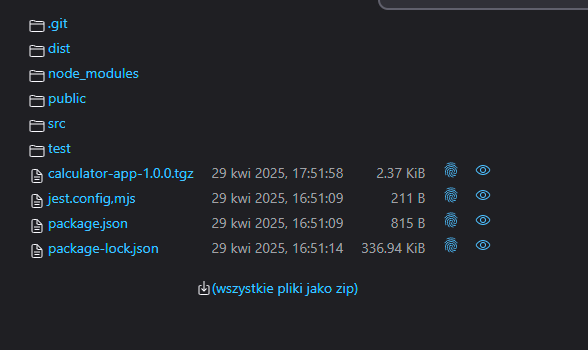 .git
dist
node_modules
public
src
test
calculator-app-1.0.0.tgz 29 kwi 2025, 17:51:58 2.37 KiB
jest.config.mjs 29 kwi 2025, 16:51:09 211 B
package.json 29 kwi 2025, 16:51:09 815 B
package-lock.json 29 kwi 2025, 16:51:14 336.94 KiB
(wszystkie pliki jako zip)